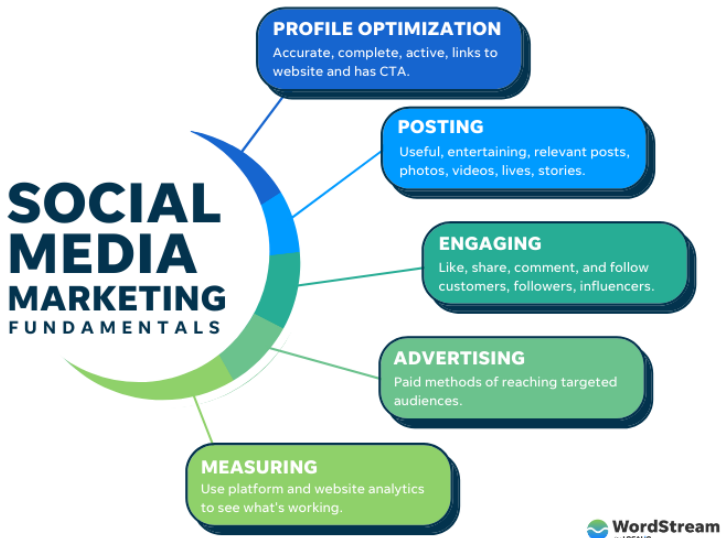 PROFILE OPTIMIZATION
Accurate, complete, active, links to
website and has CTA.
POSTING
Useful, entertaining, relevant posts,
photos, videos, lives, stories.
SOCIAL
MEDIA
MARKETING
FUNDAMENTALS
ENGAGING
Like, share, comment, and follow
customers, followers, influencers.
ADVERTISING
Paid methods of reaching targeted
audiences.
MEASURING
Use platform and website analytics
to see what's working.
WordStream